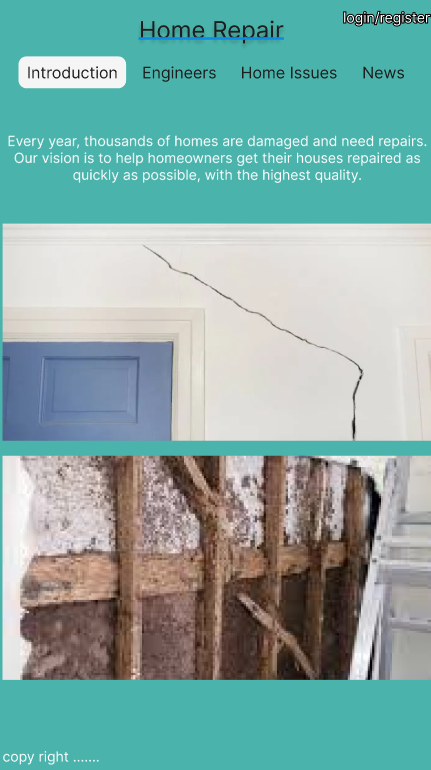 Home Repair
login/register
Introduction Engineers Home Issues News
Every year, thousands of homes are damaged and need repairs.
Our vision is to help homeowners get their houses repaired as
quickly as possible, with the highest quality.
copy right .......